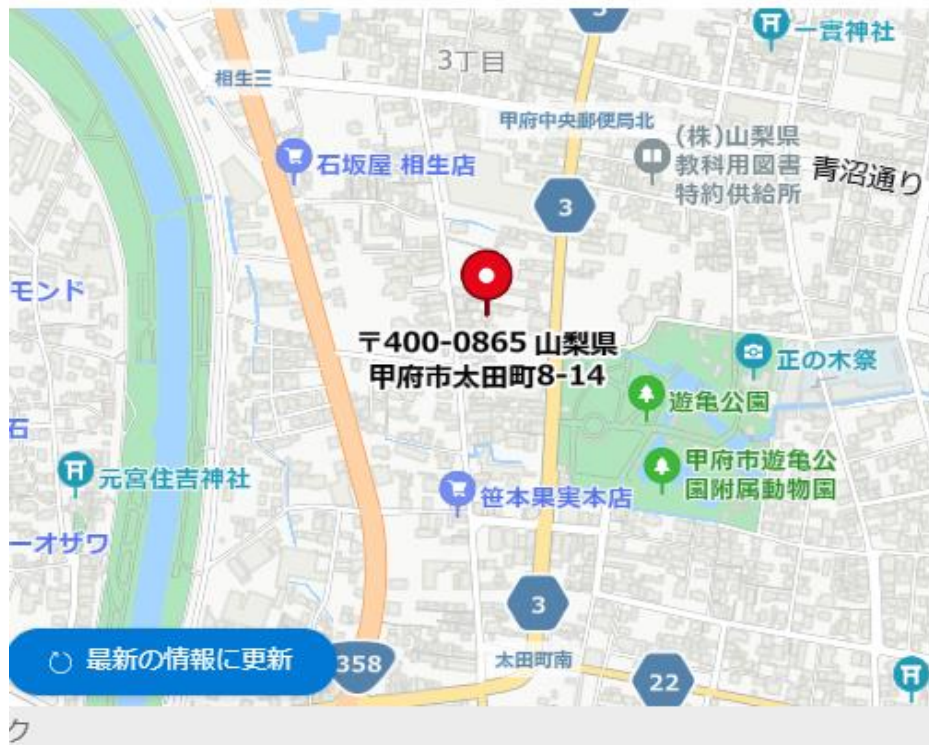 3
一實神社
3丁目
相生三
甲府中央郵便局北
(株)山梨県
教科用図書
特約供給所
石坂屋 相生店
青沼通り
3
モンド
〒400-0865 山梨県
甲府市太田町8-14
正の木祭
遊亀公園
石
元宮住吉神社
甲府市遊亀公
園附属動物園
笹本果実本店
ーオザワ
3
最新の情報に更新
358
太田町南
22
ク